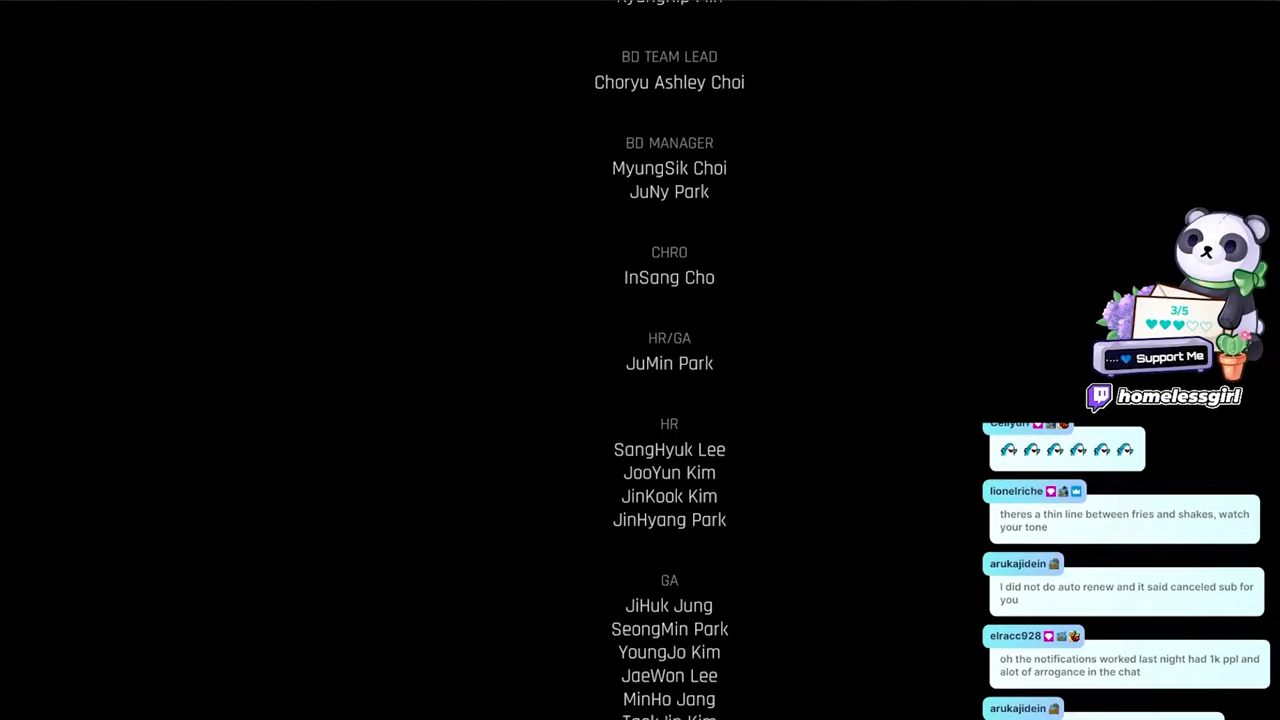 BD TEAM LEAD
Choryu Ashley Choi
BD MANAGER
MyungSik Choi
JuNy Park
CHRO
InSang Cho
HR/GA
JuMin Park
HR
SangHyuk Lee
JooYun Kim
JinKook Kim
JinHyang Park
GA
JiHuk Jung
SeongMin Park
YoungJo Kim
JaeWon Lee
MinHo Jang
3/5
.... Support Me
homelessgirl
lionelriche
theres a thin line between fries and shakes, watch
your tone
arukajidein
I did not do auto renew and it said canceled sub for
you
elracc928
oh the notifications worked last night had 1k ppl and
alot of arrogance in the chat
arukajidein